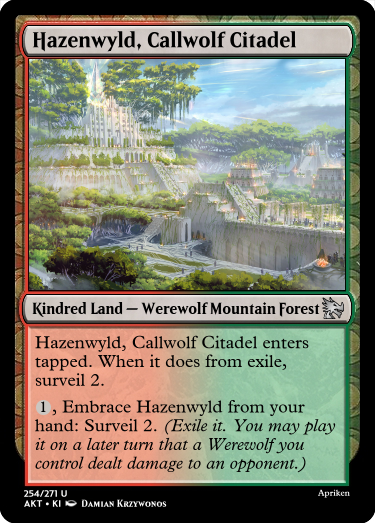 Hazenwyld, Callwolf Citadel
Kindred Land — Werewolf Mountain Forest
Hazenwyld, Callwolf Citadel enters
tapped. When it does from exile,
surveil 2.
1, Embrace Hazenwyld from your
hand: Surveil 2. (Exile it. You may play
it on a later turn that a Werewolf you
control dealt damage to an opponent.)
254/271 U
AKT • KI Damian Krzywonos
Apriken